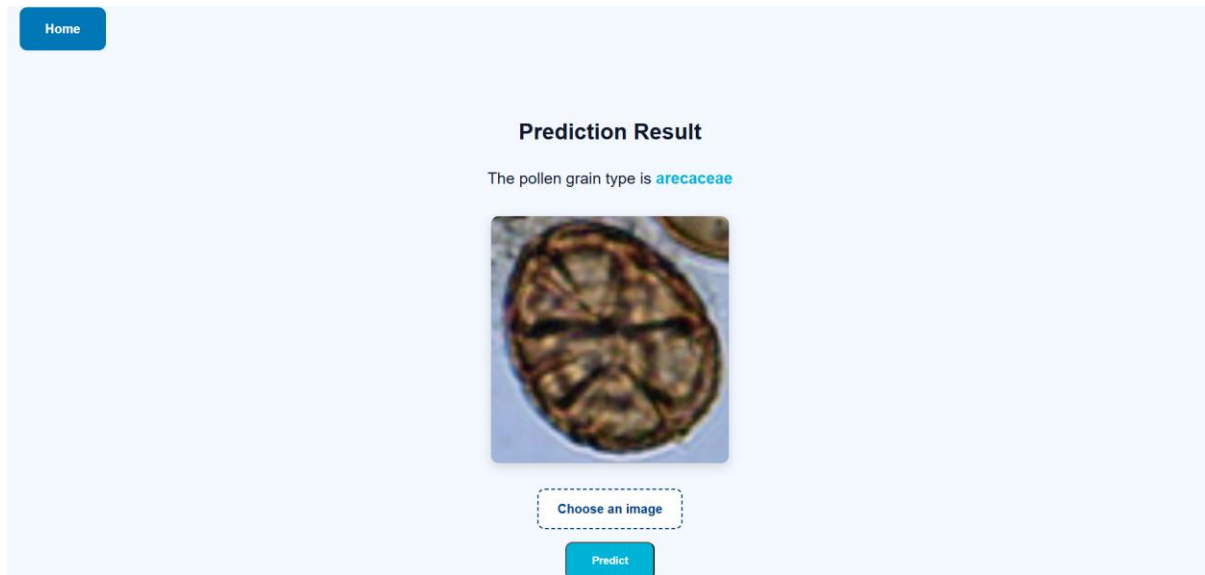 Home
Prediction Result
The pollen grain type is arecaceae
Choose an image
Predict